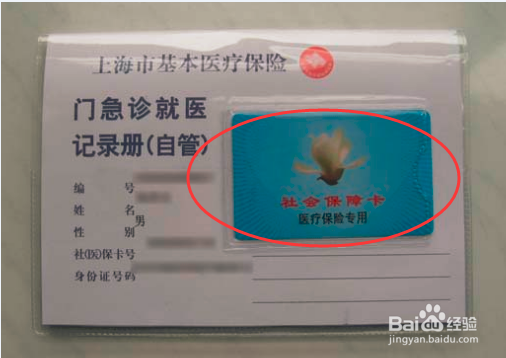 上海市基本医疗保险
门急诊就医
记录册(自管)
编 号
姓 名
男
性 别
社(医)保卡号
身份证号码
社会保障卡
医疗保险专用
Baidu经验
jingyan.baidu.com